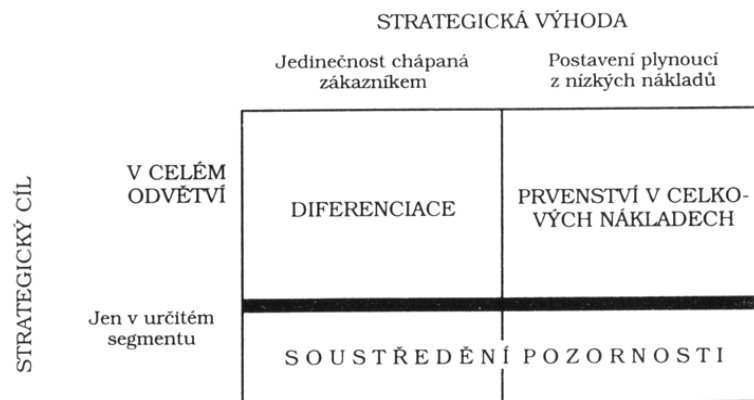 STRATEGICKÁ VÝHODA
Jedinečnost chápaná
zákazníkem
Postavení plynoucí
z nízkých nákladů
STRATEGICKÝ CÍL
V CELÉM
ODVĚTVÍ
DIFERENCIACE
PRVENSTVÍ V CELKO-
VÝCH NÁKLADECH
Jen v určitém
segmentu
SOUSTŘEDĚNÍ POZORNOSTI